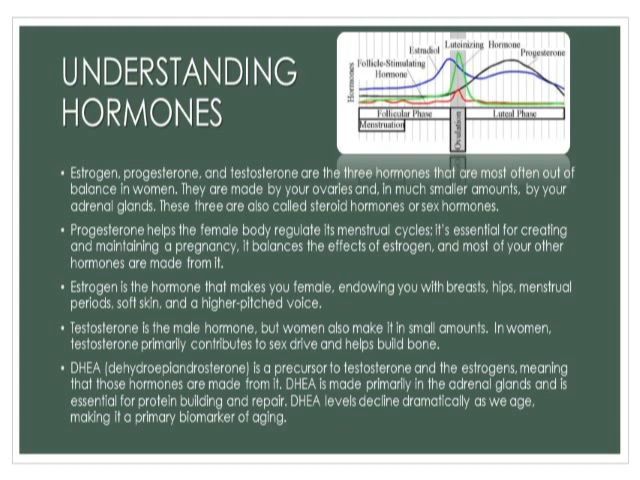 UNDERSTANDING
HORMONES
Estradiol
Luteinizing Hormone
Progesterone
Follicle-Stimulating
Hormone
Hormones
Follicular Phase
Luteal Phase
Menstruation
Ovulation
• Estrogen, progesterone, and testosterone are the three hormones that are most often out of
balance in women. They are made by your ovaries and, in much smaller amounts, by your
adrenal glands. These three are also called steroid hormones or sex hormones.
• Progesterone helps the female body regulate its menstrual cycles; it's essential for creating
and maintaining a pregnancy, it balances the effects of estrogen, and most of your other
hormones are made from it.
• Estrogen is the hormone that makes you female, endowing you with breasts, hips, menstrual
periods, soft skin, and a higher-pitched voice.
• Testosterone is the male hormone, but women also make it in small amounts. In women,
testosterone primarily contributes to sex drive and helps build bone.
• DHEA (dehydroepiandrosterone) is a precursor to testosterone and the estrogens, meaning
that those hormones are made from it. DHEA is made primarily in the adrenal glands and is
essential for protein building and repair. DHEA levels decline dramatically as we age,
making it a primary biomarker of aging.